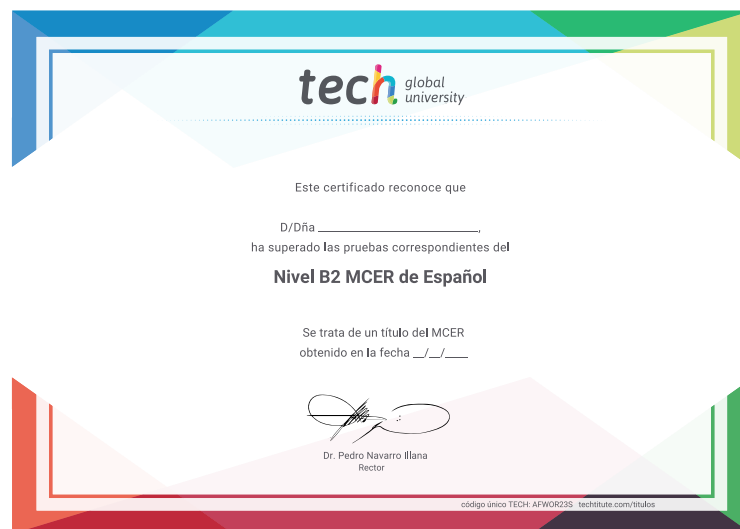 tech global university
Este certificado reconoce que
D/Dña ________________________,
ha superado las pruebas correspondientes del
Nivel B2 MCER de Español
Se trata de un título del MCER
obtenido en la fecha __/__/____
Dr. Pedro Navarro Illana
Rector
código único TECH: AFWOR23S techtitute.com/titulos